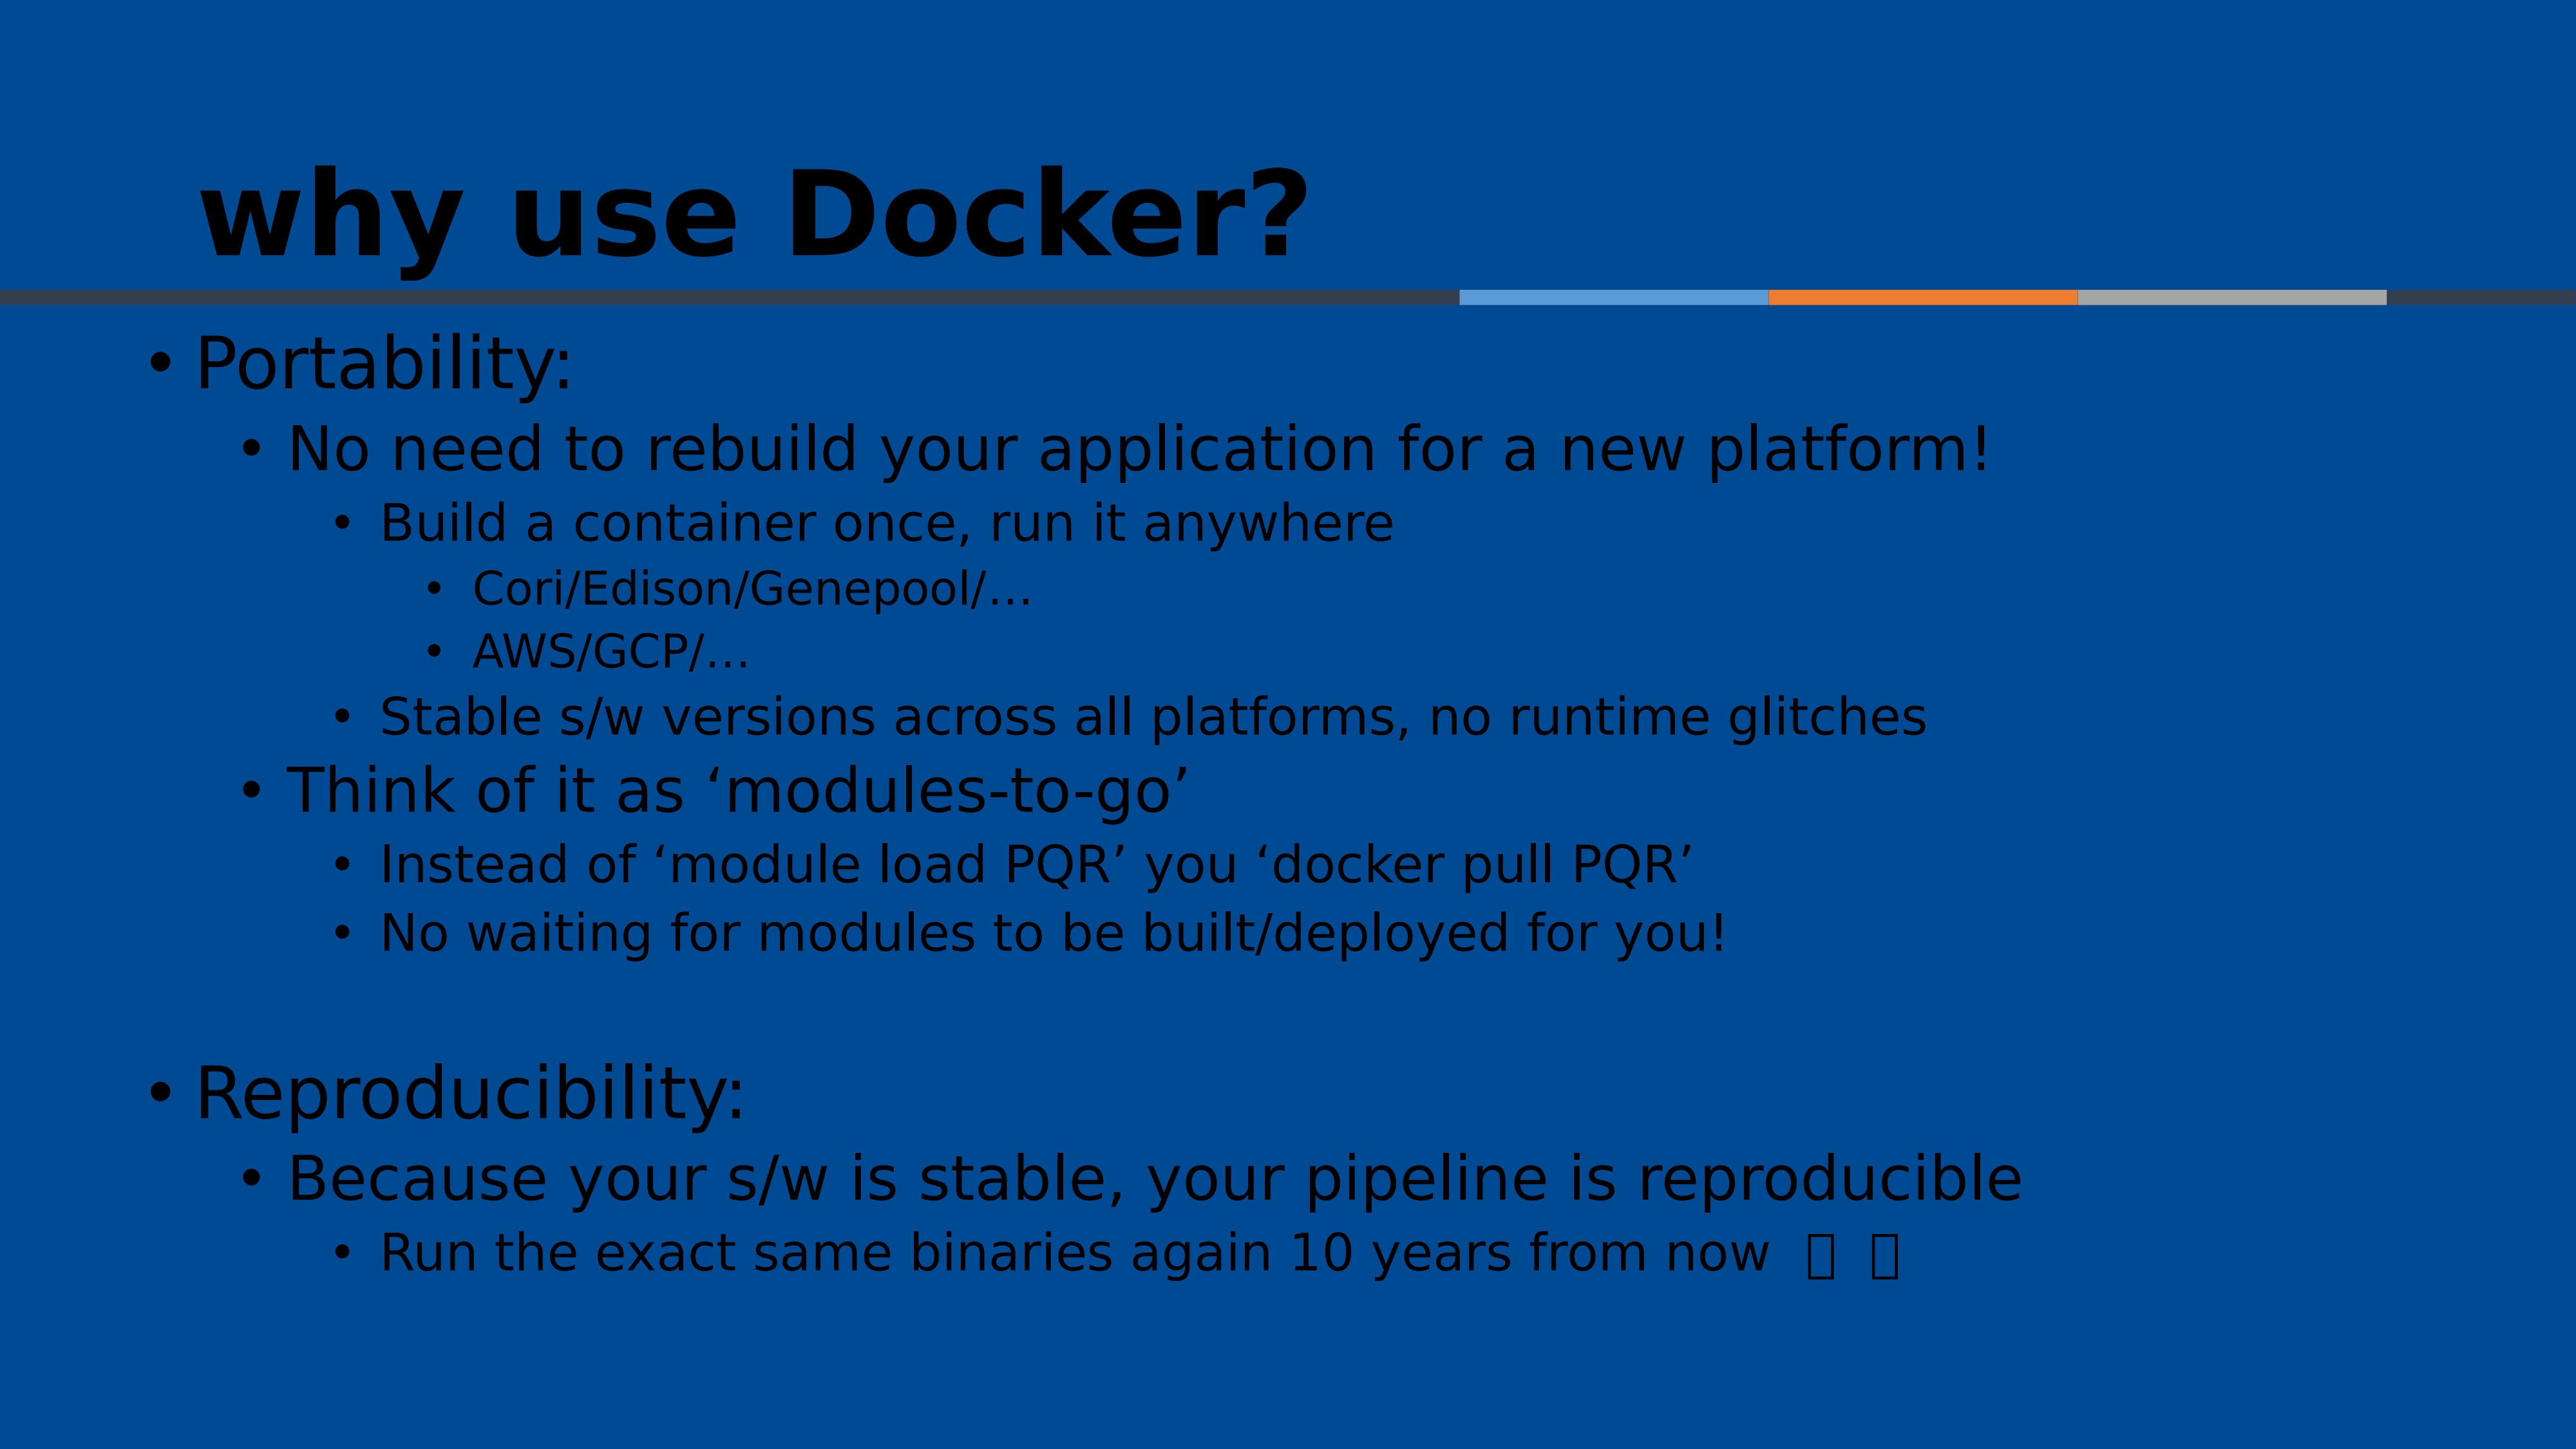 why use Docker?
• Portability:
• No need to rebuild your application for a new platform!
• Build a container once, run it anywhere
• Cori/Edison/Genepool/…
• AWS/GCP/…
• Stable s/w versions across all platforms, no runtime glitches
• Think of it as ‘modules-to-go’
• Instead of ‘module load PQR’ you ‘docker pull PQR’
• No waiting for modules to be built/deployed for you!
• Reproducibility:
• Because your s/w is stable, your pipeline is reproducible
• Run the exact same binaries again 10 years from now